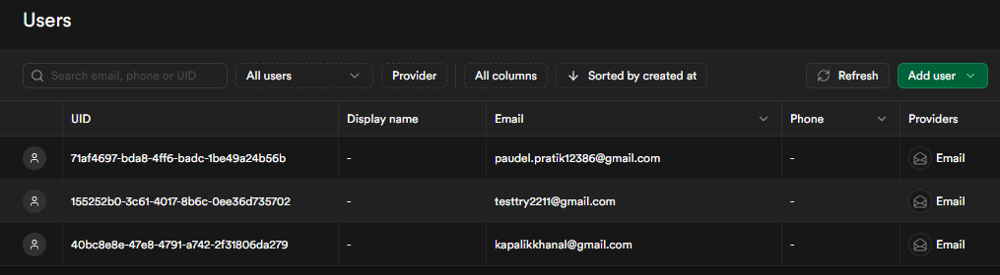 Users
Search email, phone or UID All users Provider All columns Sorted by created at Refresh Add user
UID Display name Email Phone Providers
71af4697-bda8-4ff6-badc-1be49a24b56b - paudel.pratik12386@gmail.com - Email
155252b0-3c61-4017-8b6c-0ee36d735702 - testtry2211@gmail.com - Email
40bc8e8e-47e8-4791-a742-2f31806da279 - kapalikkhanal@gmail.com - Email